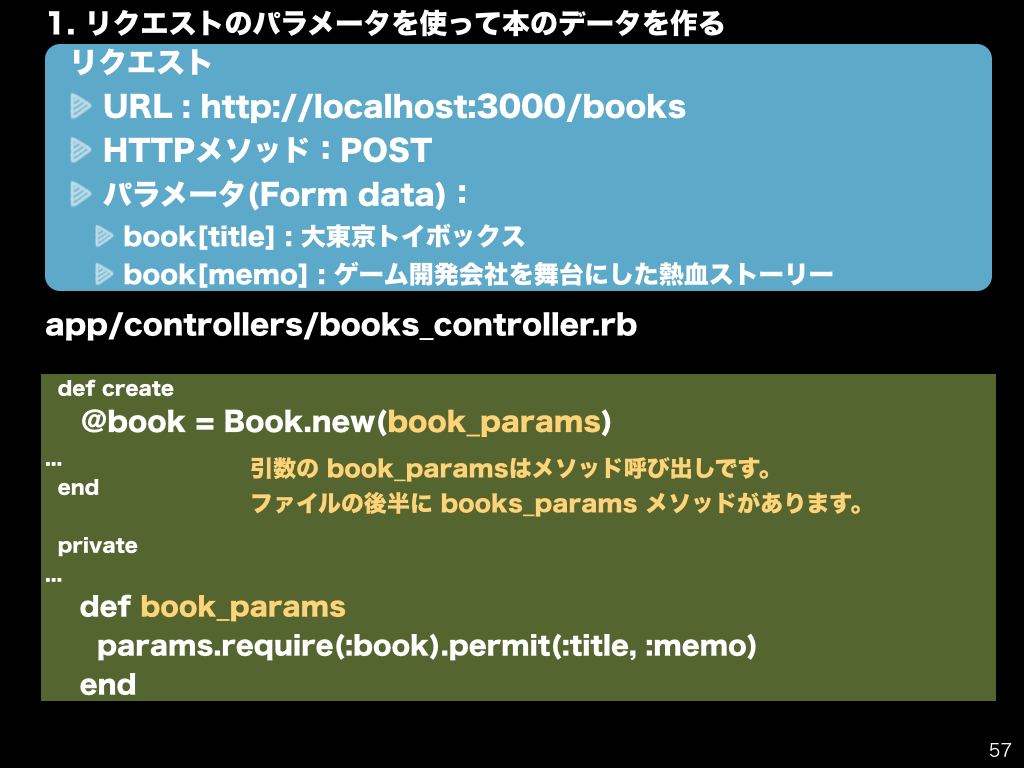 1. リクエストのパラメータを使って本のデータを作る
リクエスト
URL : http://localhost:3000/books
HTTPメソッド：POST
パラメータ(Form data)：
book[title] : 大東京トイボックス
book[memo] : ゲーム開発会社を舞台にした熱血ストーリー
app/controllers/books_controller.rb
def create
@book = Book.new(book_params)
...
引数の book_paramsはメソッド呼び出しです。
end
ファイルの後半に books_params メソッドがあります。
private
...
def book_params
params.require(:book).permit(:title, :memo)
end
57